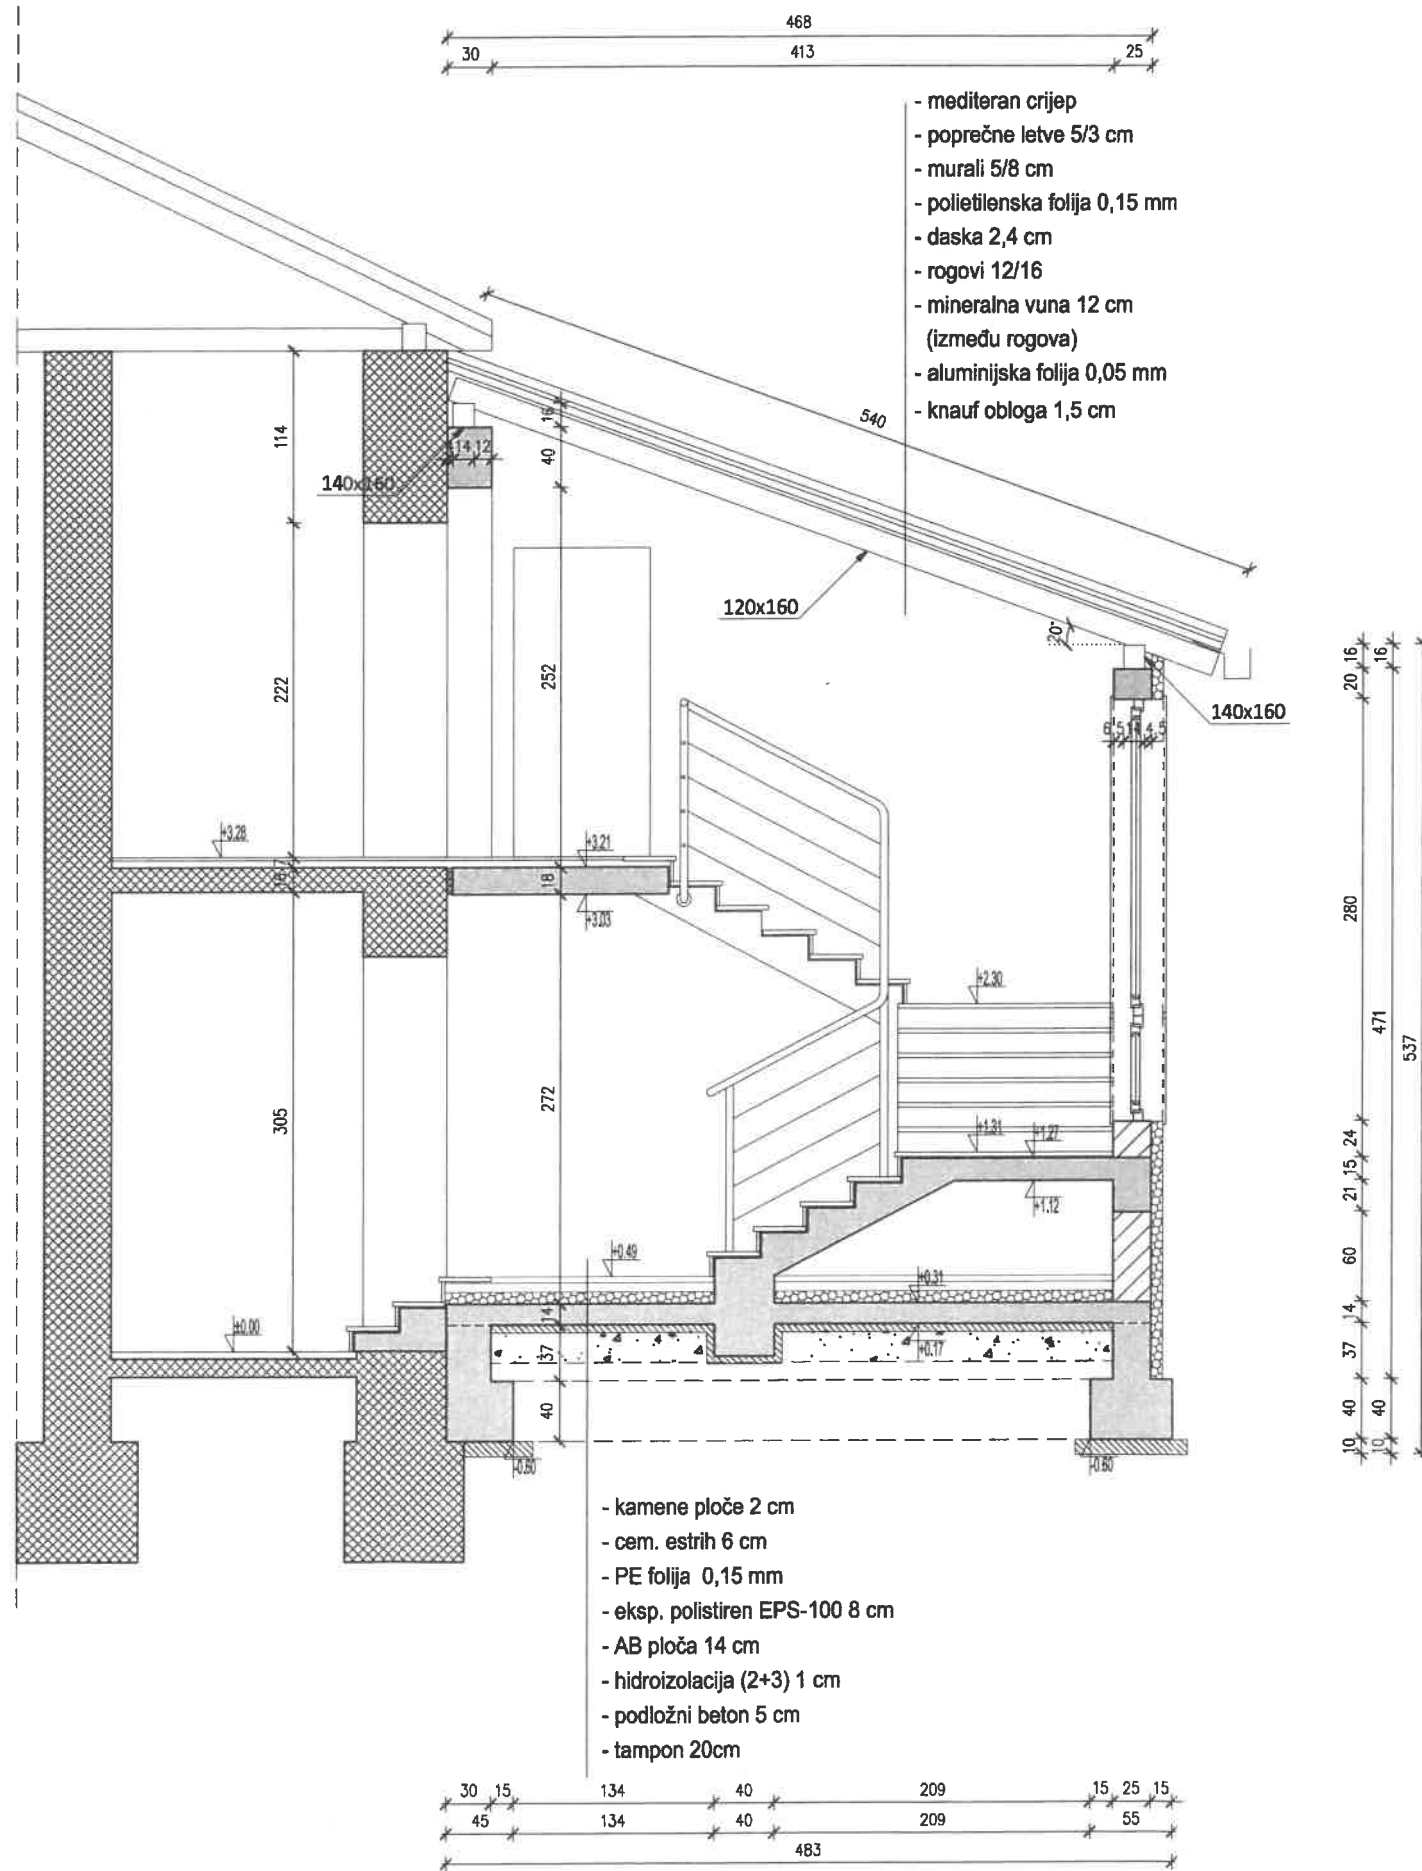 468
30
413
25
- mediteran crijep
- poprečne letve 5/3 cm
- murali 5/8 cm
- polietilenska folija 0,15 mm
- daska 2,4 cm
- rogovi 12/16
- mineralna vuna 12 cm
(između rogova)
- aluminijska folija 0,05 mm
- knauf obloga 1,5 cm
540
16
114
40
14 12
140x160
120x160
20°
16
16
20
140x160
222
252
6,5 14 4,5
+3.28
+3.21
18
+3.03
280
+2.30
471
537
305
272
+1.31
+1.27
24
15
+1.12
21
+0.49
60
+0.31
±0.00
14
14
+0.17
37
37
40
40
40
10
10
-0.60
-0.60
- kamene ploče 2 cm
- cem. estrih 6 cm
- PE folija 0,15 mm
- eksp. polistiren EPS-100 8 cm
- AB ploča 14 cm
- hidroizolacija (2+3) 1 cm
- podložni beton 5 cm
- tampon 20cm
30 15 134 40 209 15 25 15
45 134 40 209 55
483